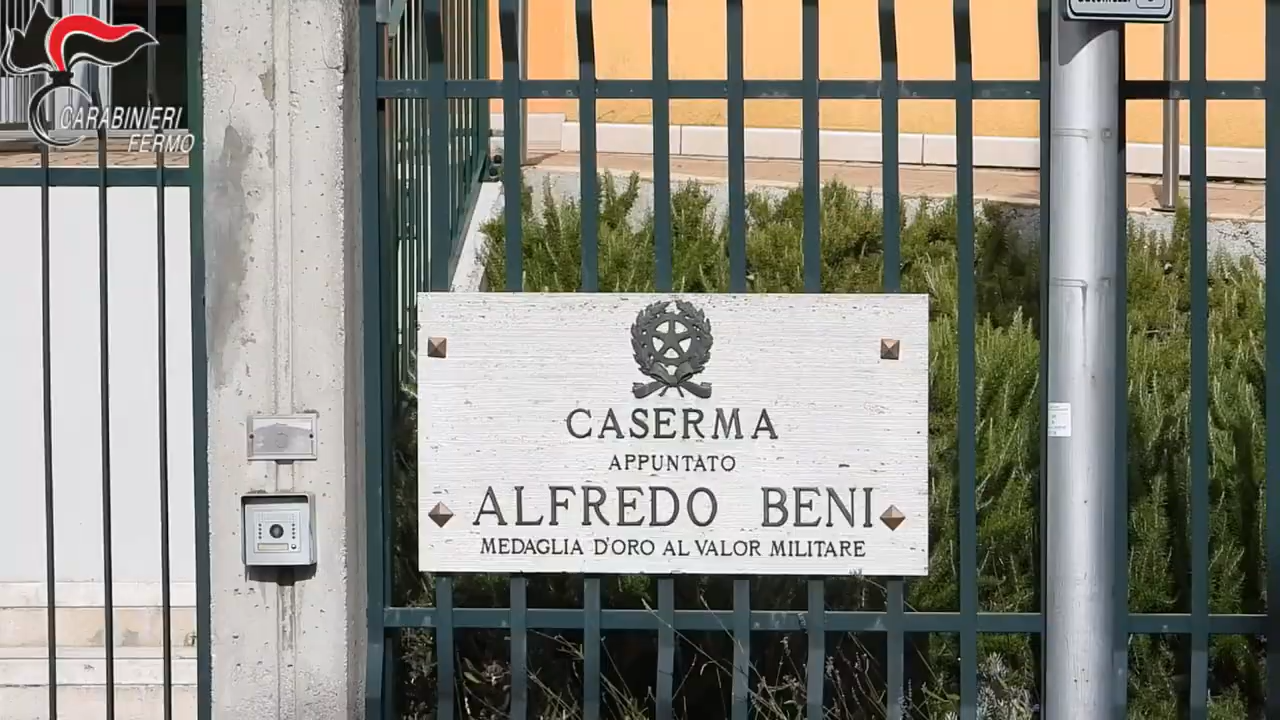 CARABINIERI
FERMO
CASERMA
APPUNTATO
ALFREDO BENI
MEDAGLIA D'ORO AL VALOR MILITARE